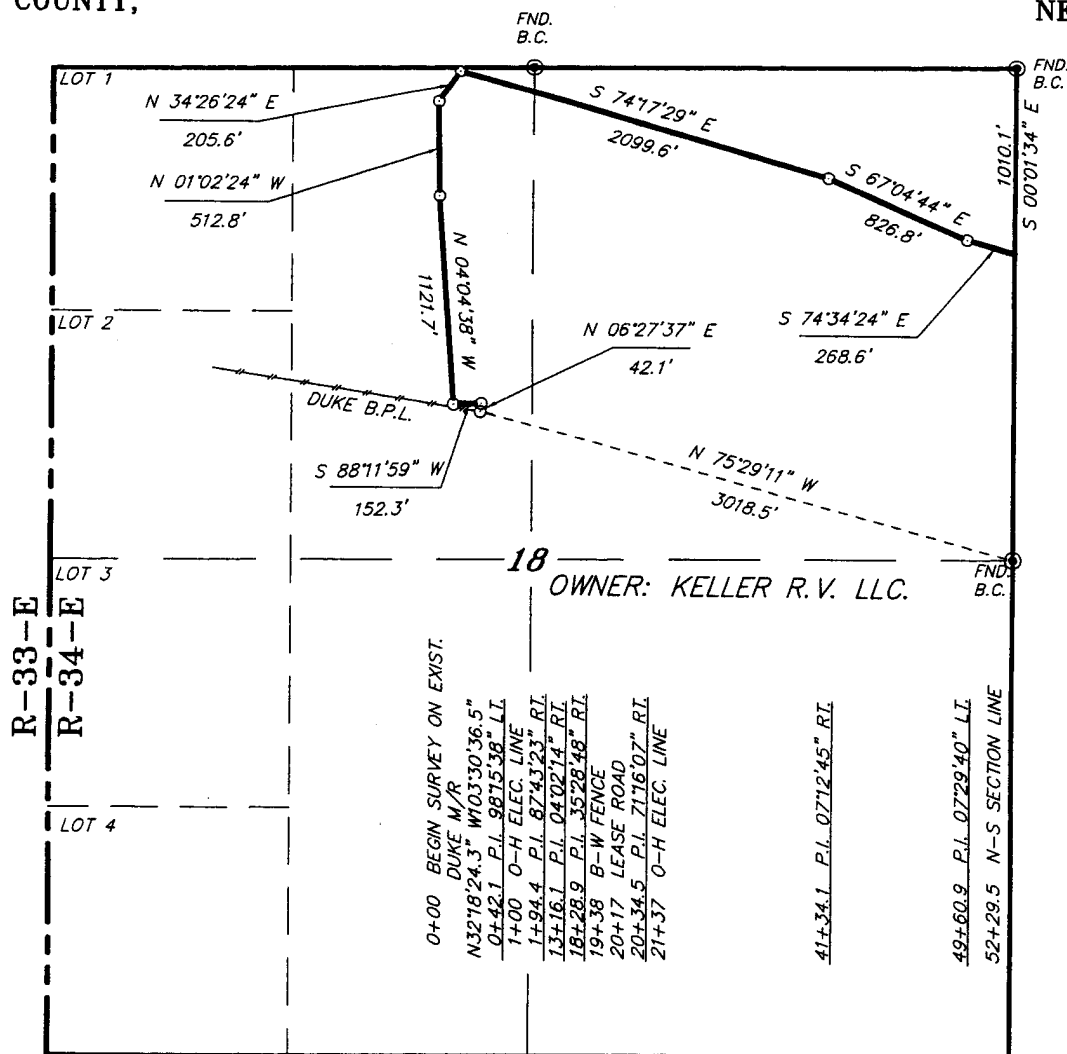 COUNTY,
NE
FND.
B.C.
FND.
B.C.
LOT 1
N 34°26'24" E
205.6'
N 01°02'24" W
512.8'
S 74°17'29" E
2099.6'
S 67°04'44" E
826.8'
1010.1'
S 00°01'34" E
N 04°04'38" W
1121.7'
LOT 2
N 06°27'37" E
42.1'
S 74°34'24" E
268.6'
DUKE B.P.L.
S 88°11'59" W
152.3'
N 75°29'11" W
3018.5'
LOT 3
18
FND.
B.C.
OWNER: KELLER R.V. LLC.
R-33-E
R-34-E
LOT 4
0+00 BEGIN SURVEY ON EXIST.
DUKE M/R
N32°18'24.3" W103°30'36.5"
0+42.1 P.I. 98°15'38" LT.
1+00 O-H ELEC. LINE
1+94.4 P.I. 87°43'23" RT.
13+16.1 P.I. 04°02'14" RT.
18+28.9 P.I. 35°28'48" RT.
19+38 B-W FENCE
20+17 LEASE ROAD
20+34.5 P.I. 71°16'07" RT.
21+37 O-H ELEC. LINE
41+34.1 P.I. 07°12'45" RT.
49+60.9 P.I. 07°29'40" LT.
52+29.5 N-S SECTION LINE